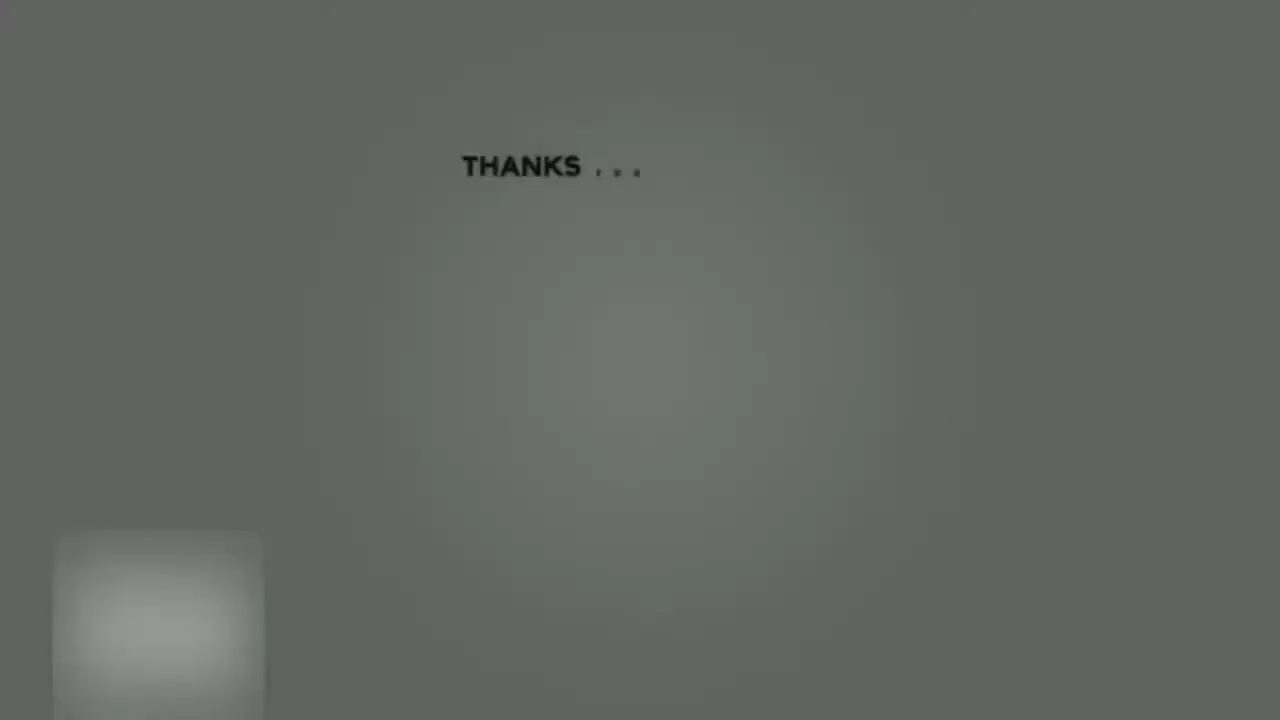 THANKS . . .